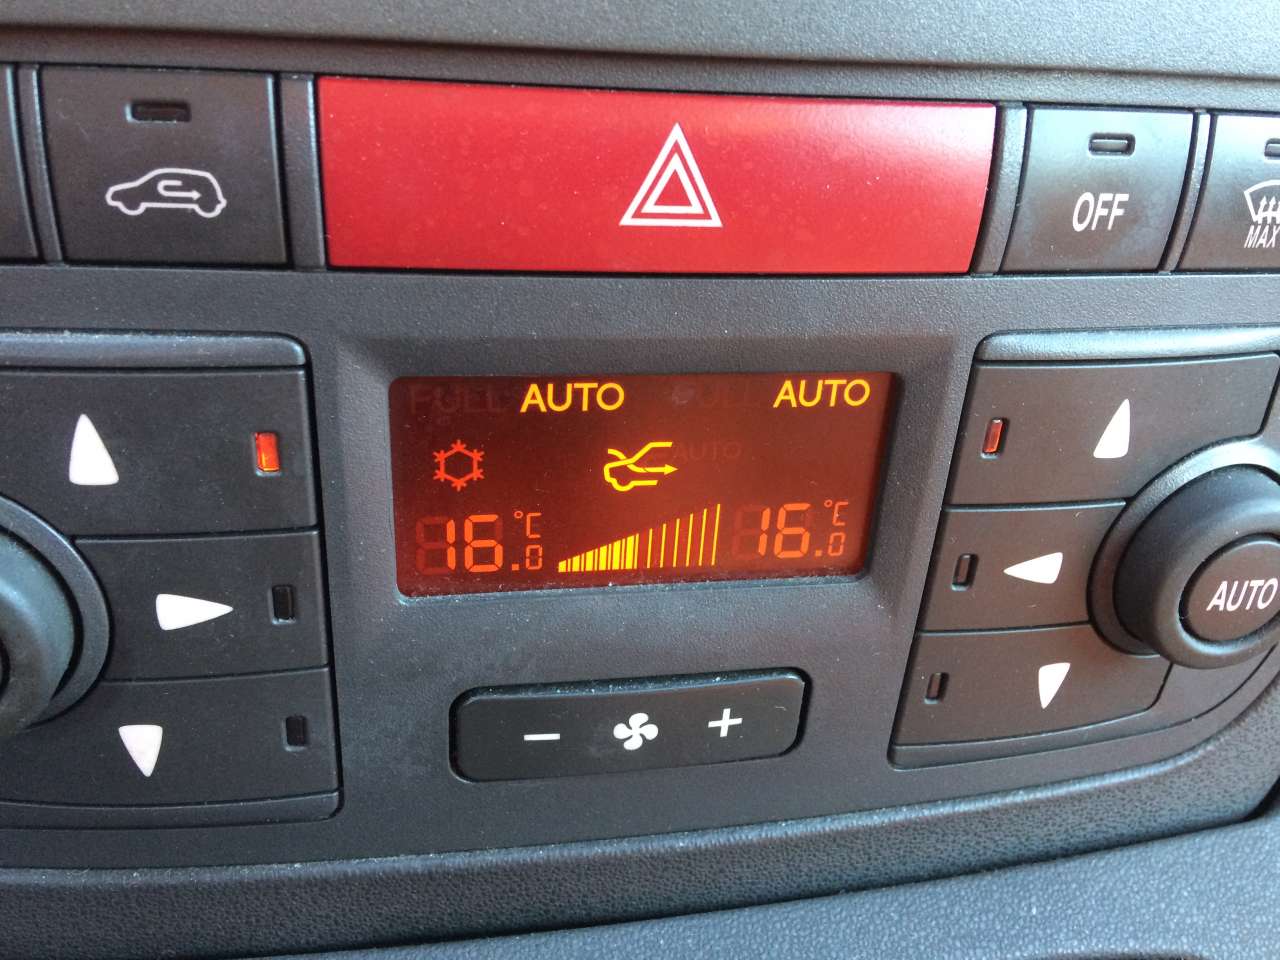 OFF
MAX
AUTO AUTO
16.0 °C 16.0 °C
AUTO
− +